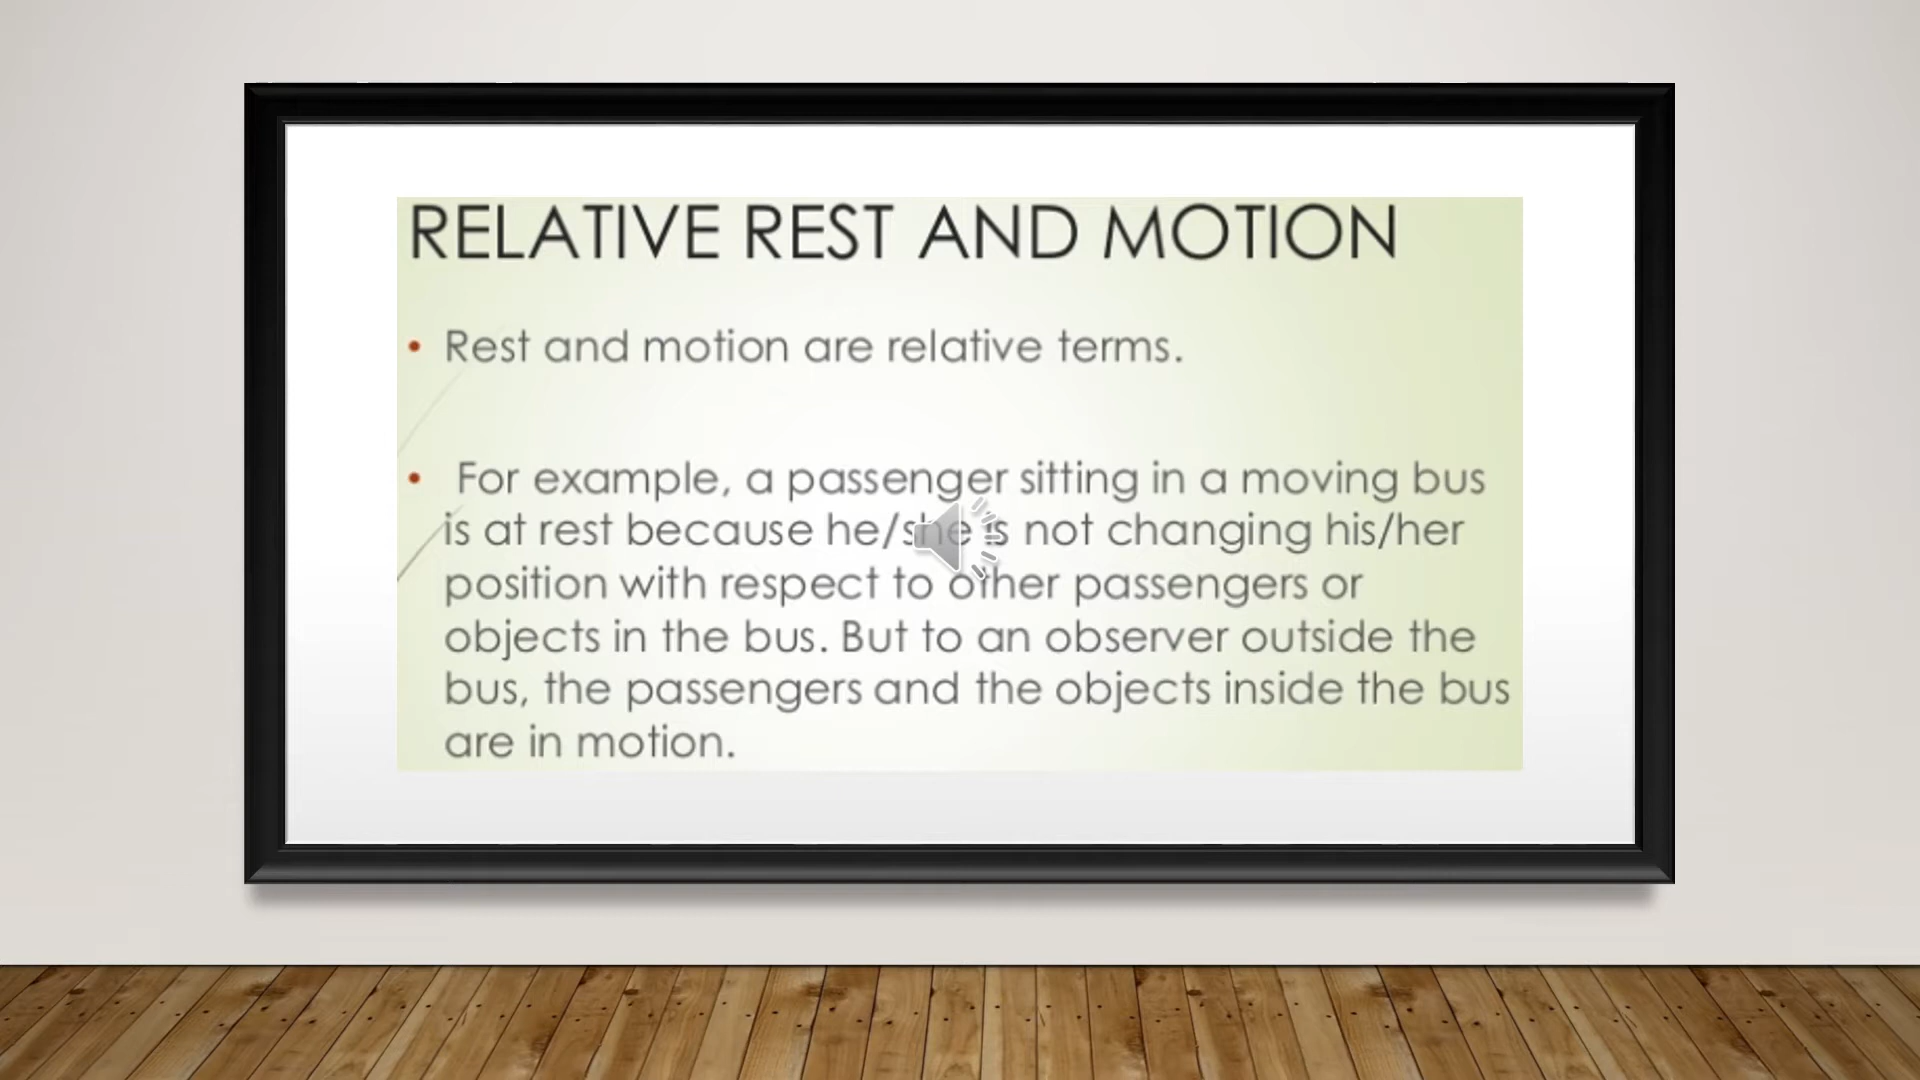 RELATIVE REST AND MOTION
• Rest and motion are relative terms.
• For example, a passenger sitting in a moving bus
is at rest because he/she is not changing his/her
position with respect to other passengers or
objects in the bus. But to an observer outside the
bus, the passengers and the objects inside the bus
are in motion.